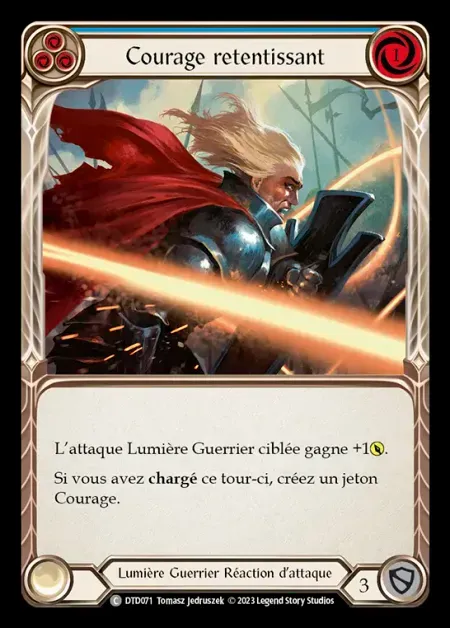 Courage retentissant
1
L'attaque Lumière Guerrier ciblée gagne +1.
Si vous avez chargé ce tour-ci, créez un jeton
Courage.
Lumière Guerrier Réaction d'attaque
3
C DTD071 Tomasz Jedruszek © 2023 Legend Story Studios